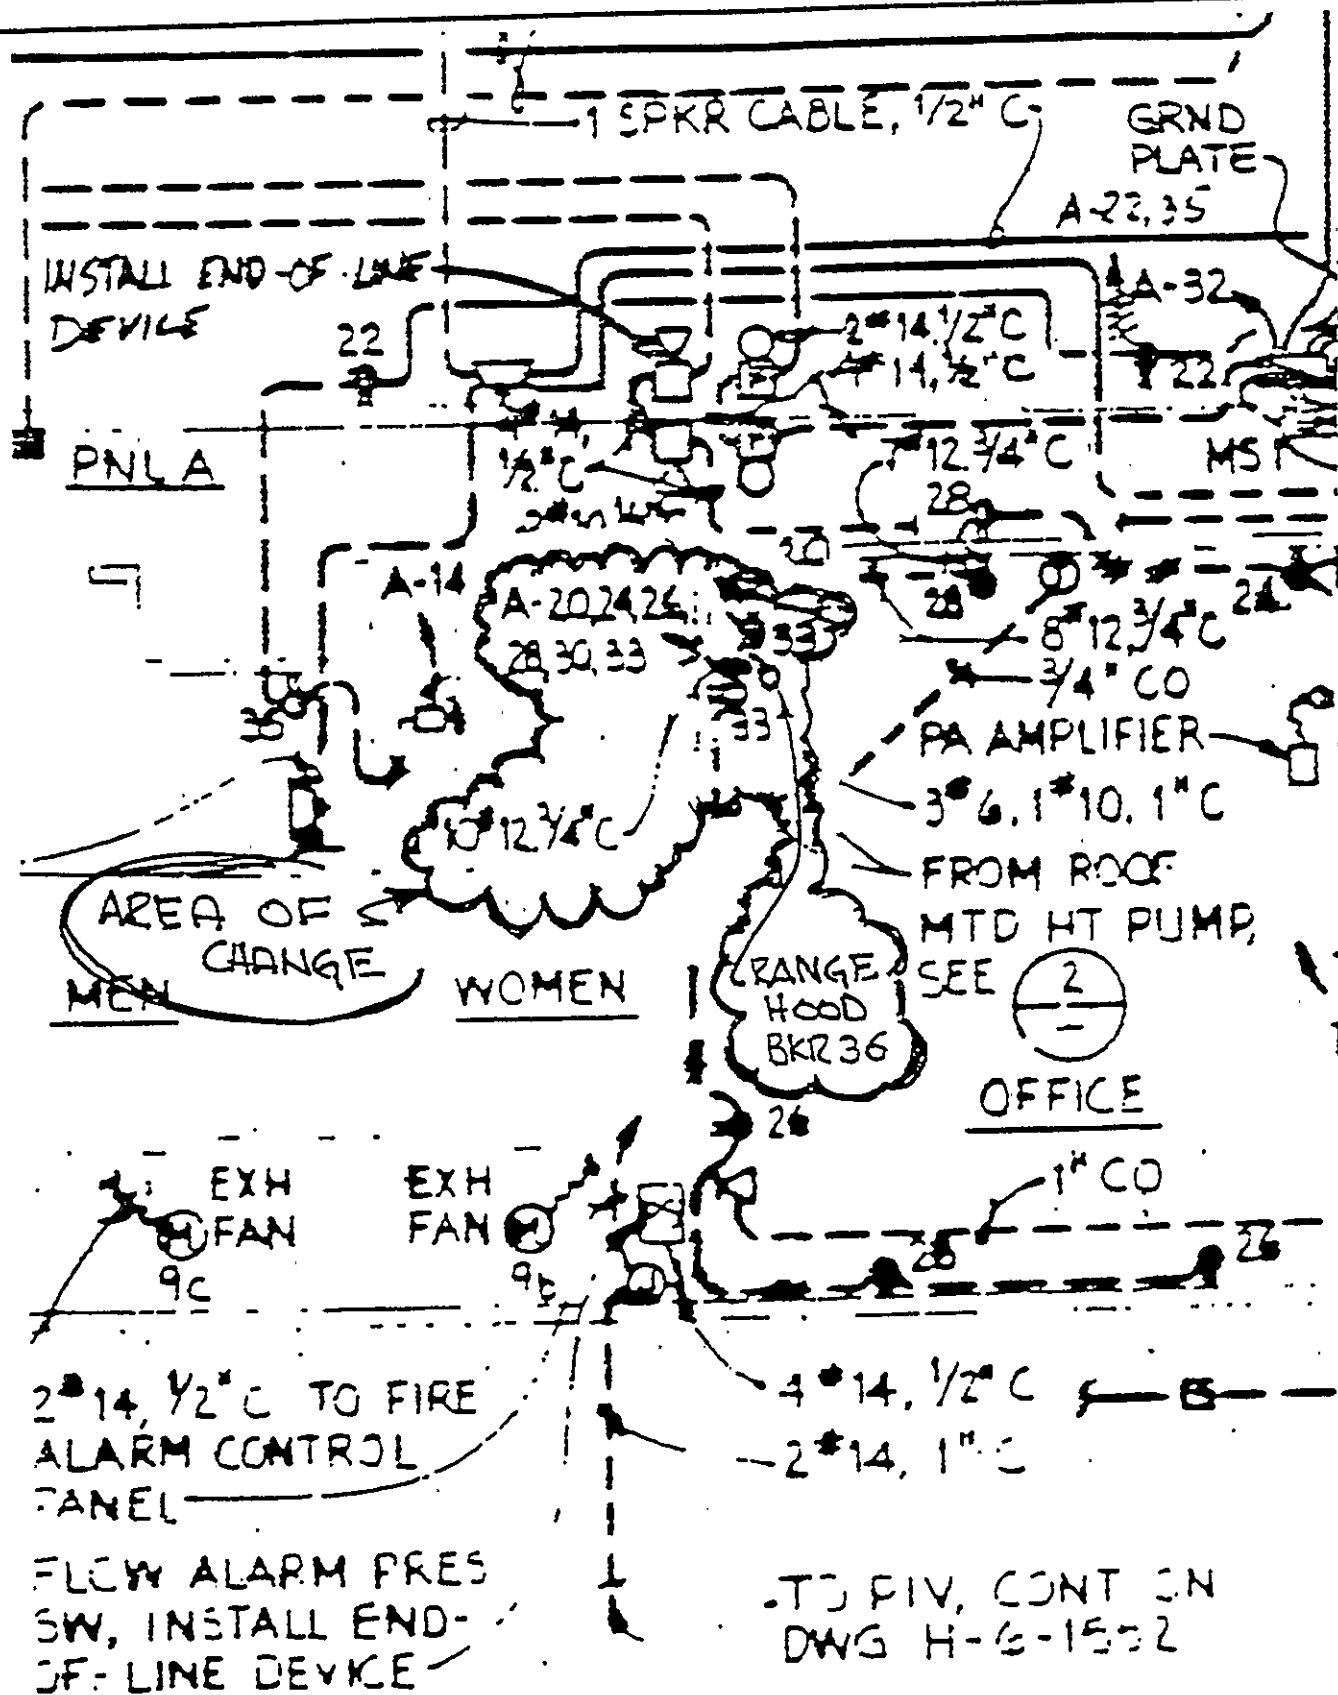 1 SPKR CABLE, 1/2" C
GRND
PLATE
A-22,35
INSTALL END-OF-LINE
DEVICE
22
A-32
2#14,1/2"C
4#14,1/2"C
22
PNL A
1/2"C
7#12,3/4"C
28
MS1
20
A-14
A-20,24,26,
28,30,33
33
28
24
8#12,3/4"C
3/4" CO
36
33
PA AMPLIFIER
3#6, 1#10, 1"C
10#12,3/4"C
FROM ROOF
MTD HT PUMP,
SEE
2
-
AREA OF
CHANGE
MEN
WOMEN
RANGE
HOOD
BKR 36
OFFICE
26
EXH
FAN
EXH
FAN
1" CO
26
26
9c
2#14, 1/2"C TO FIRE
ALARM CONTROL
PANEL
4#14, 1/2"C
2#14, 1"C
FLOW ALARM PRES
SW, INSTALL END-
OF-LINE DEVICE
TO PIV, CONT ON
DWG